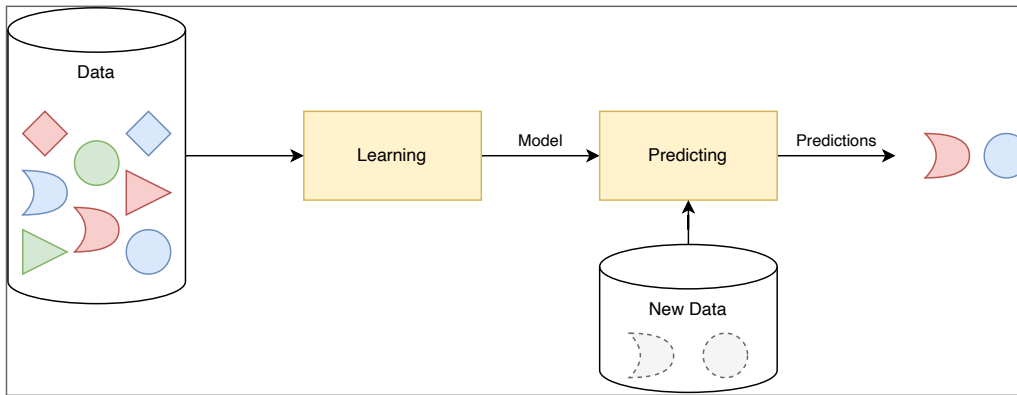 Data
Learning
Model
Predicting
Predictions
New Data